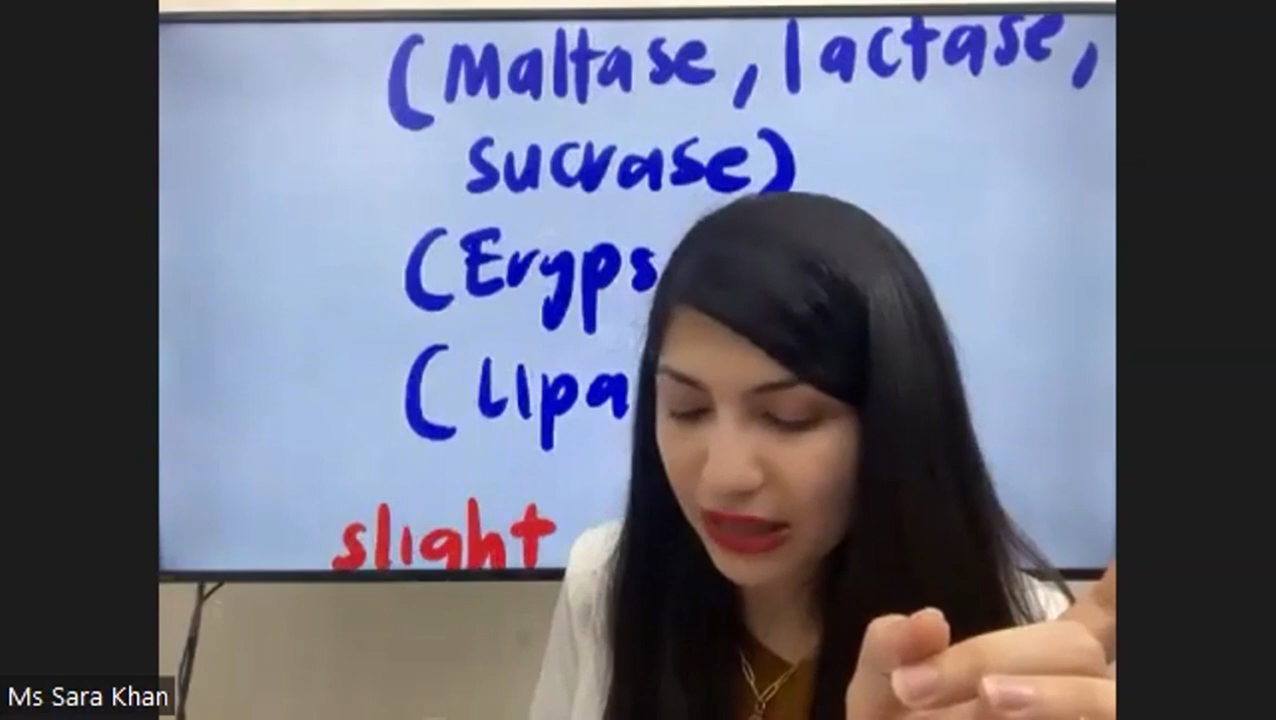 (Maltase, lactase,
sucrase)
(Eryps
(Lipa
slight
Ms Sara Khan